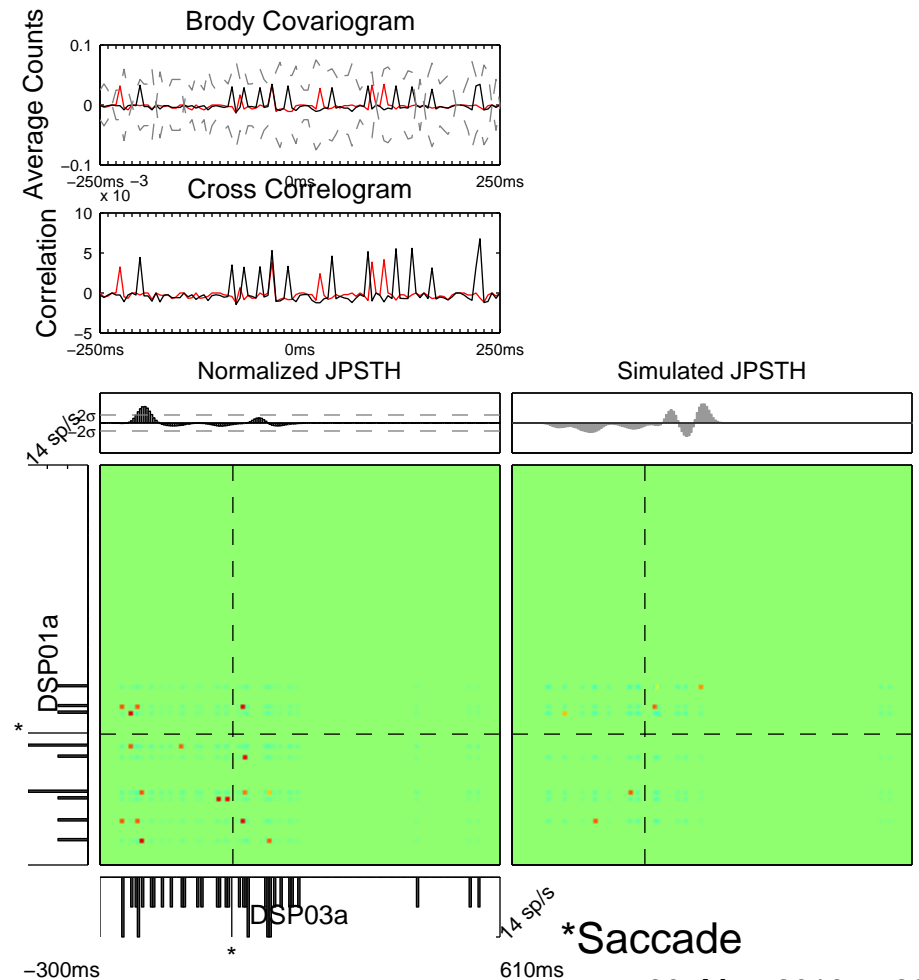 Brody Covariogram
Average Counts
0.1
0
−0.1
−250ms
0ms
250ms
Cross Correlogram
x 10
−3
Correlation
10
5
0
−5
−250ms
0ms
250ms
Normalized JPSTH
Simulated JPSTH
14 sp/s
2σ
−2σ
DSP01a
*
DSP03a
14 sp/s
*
*Saccade
−300ms
610ms